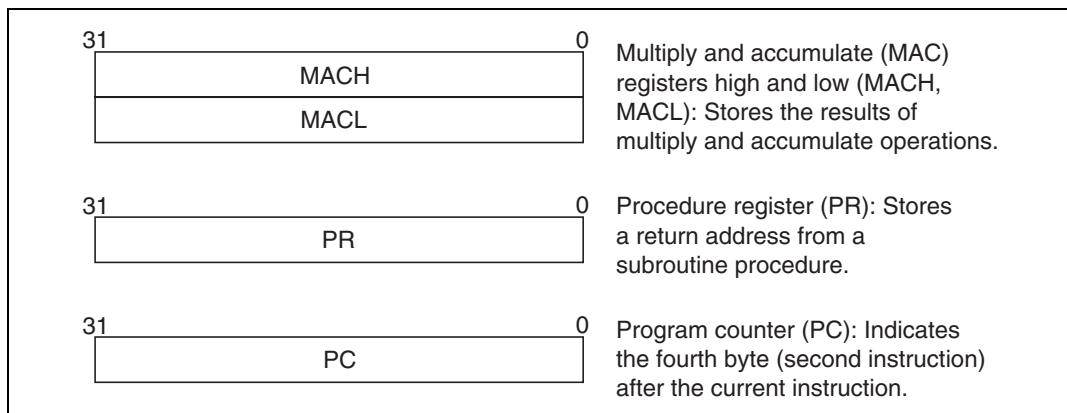 31 0
MACH
MACL
Multiply and accumulate (MAC)
registers high and low (MACH,
MACL): Stores the results of
multiply and accumulate operations.
31 0
PR
Procedure register (PR): Stores
a return address from a
subroutine procedure.
31 0
PC
Program counter (PC): Indicates
the fourth byte (second instruction)
after the current instruction.